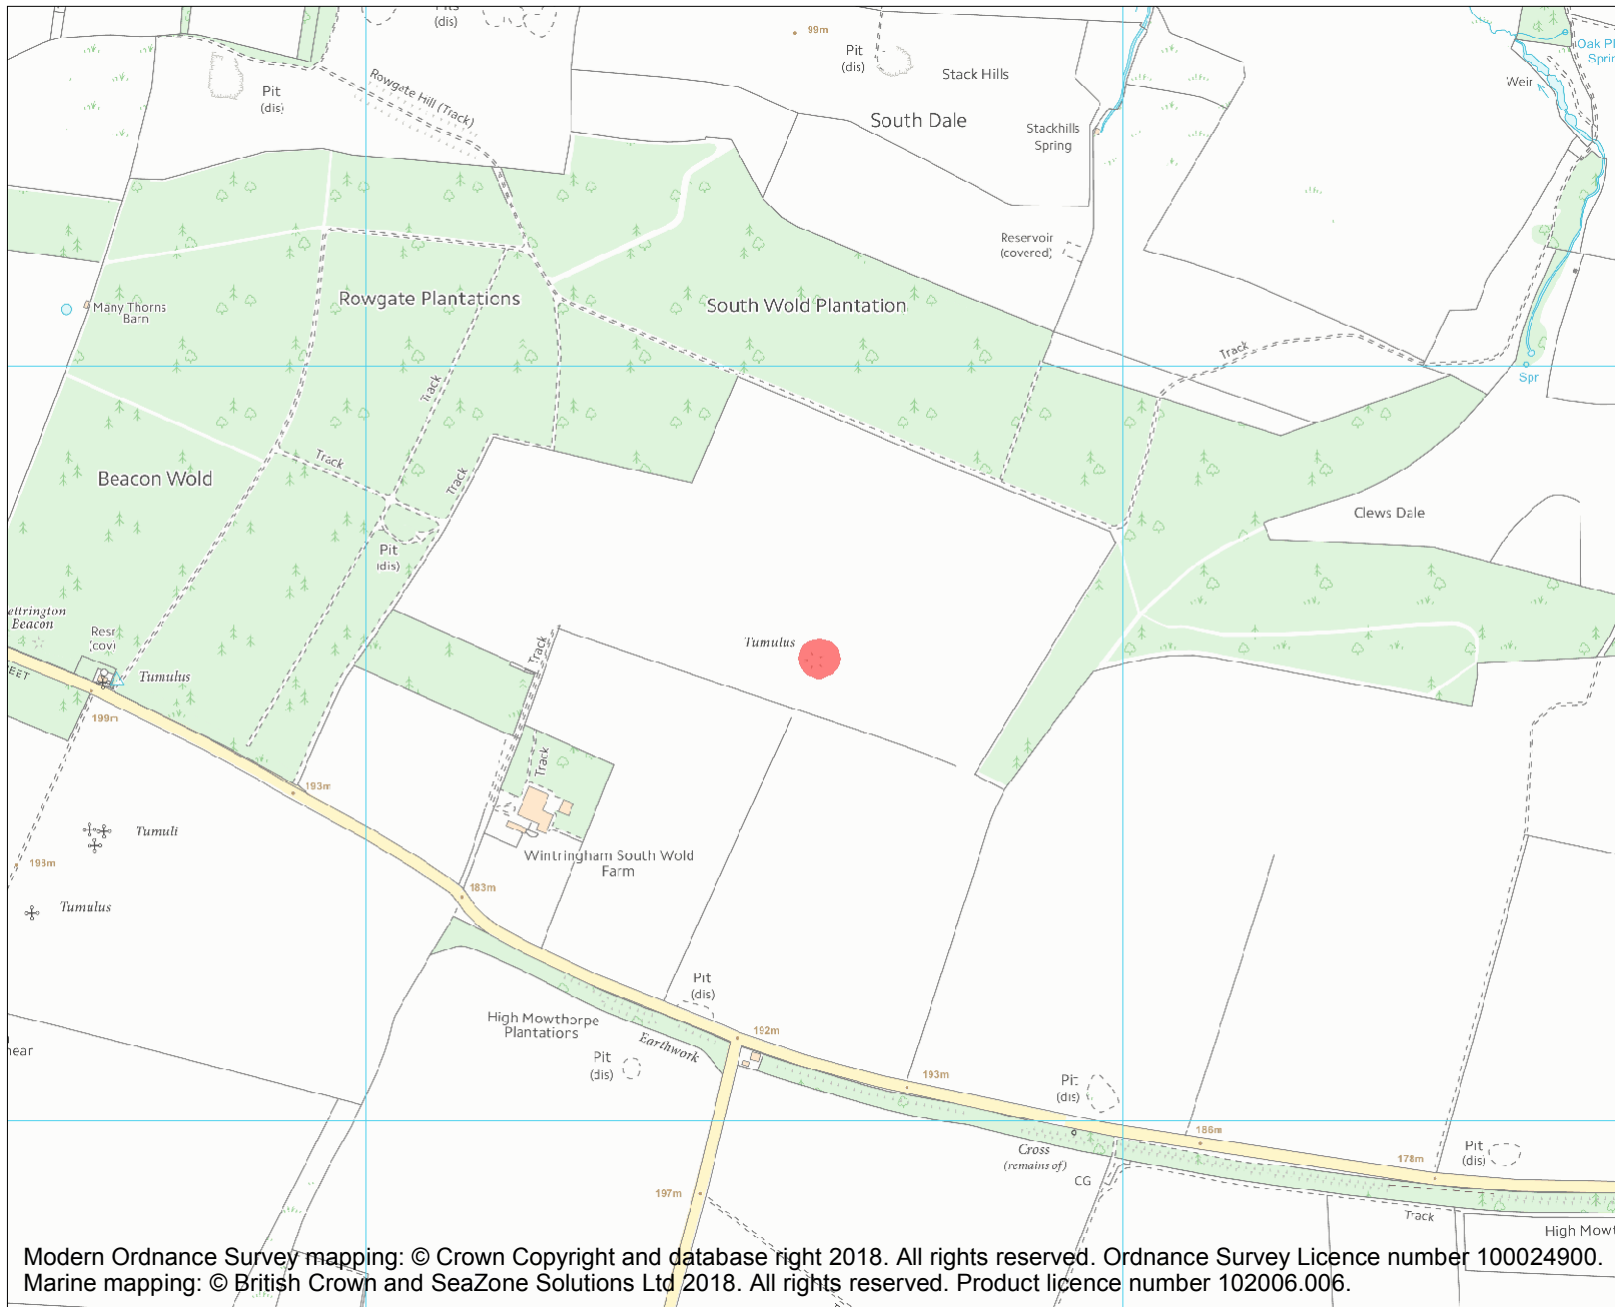 (dis)
99m
Pit
(dis)
Stack Hills
South Dale
Stackhills
Spring
Weir
Rowgate Hill (Track)
Pit
(dis)
Reservoir
(covered)
Many Thorns
Barn
Rowgate Plantations
South Wold Plantation
Track
Spr
Track
Track
Track
Beacon Wold
Clews Dale
Pit
(dis)
Beacon
Tumulus
Track
Tumulus
199m
193m
Track
Tumuli
198m
Tumulus
Wintringham South Wold
Farm
183m
Pit
(dis)
High Mowthorpe
Plantations
Earthwork
192m
Pit
(dis)
193m
Pit
(dis)
186m
Cross
(remains of)
178m
Pit
(dis)
CG
197m
Track
Modern Ordnance Survey mapping: © Crown Copyright and database right 2018. All rights reserved. Ordnance Survey Licence number 100024900.
Marine mapping: © British Crown and SeaZone Solutions Ltd 2018. All rights reserved. Product licence number 102006.006.